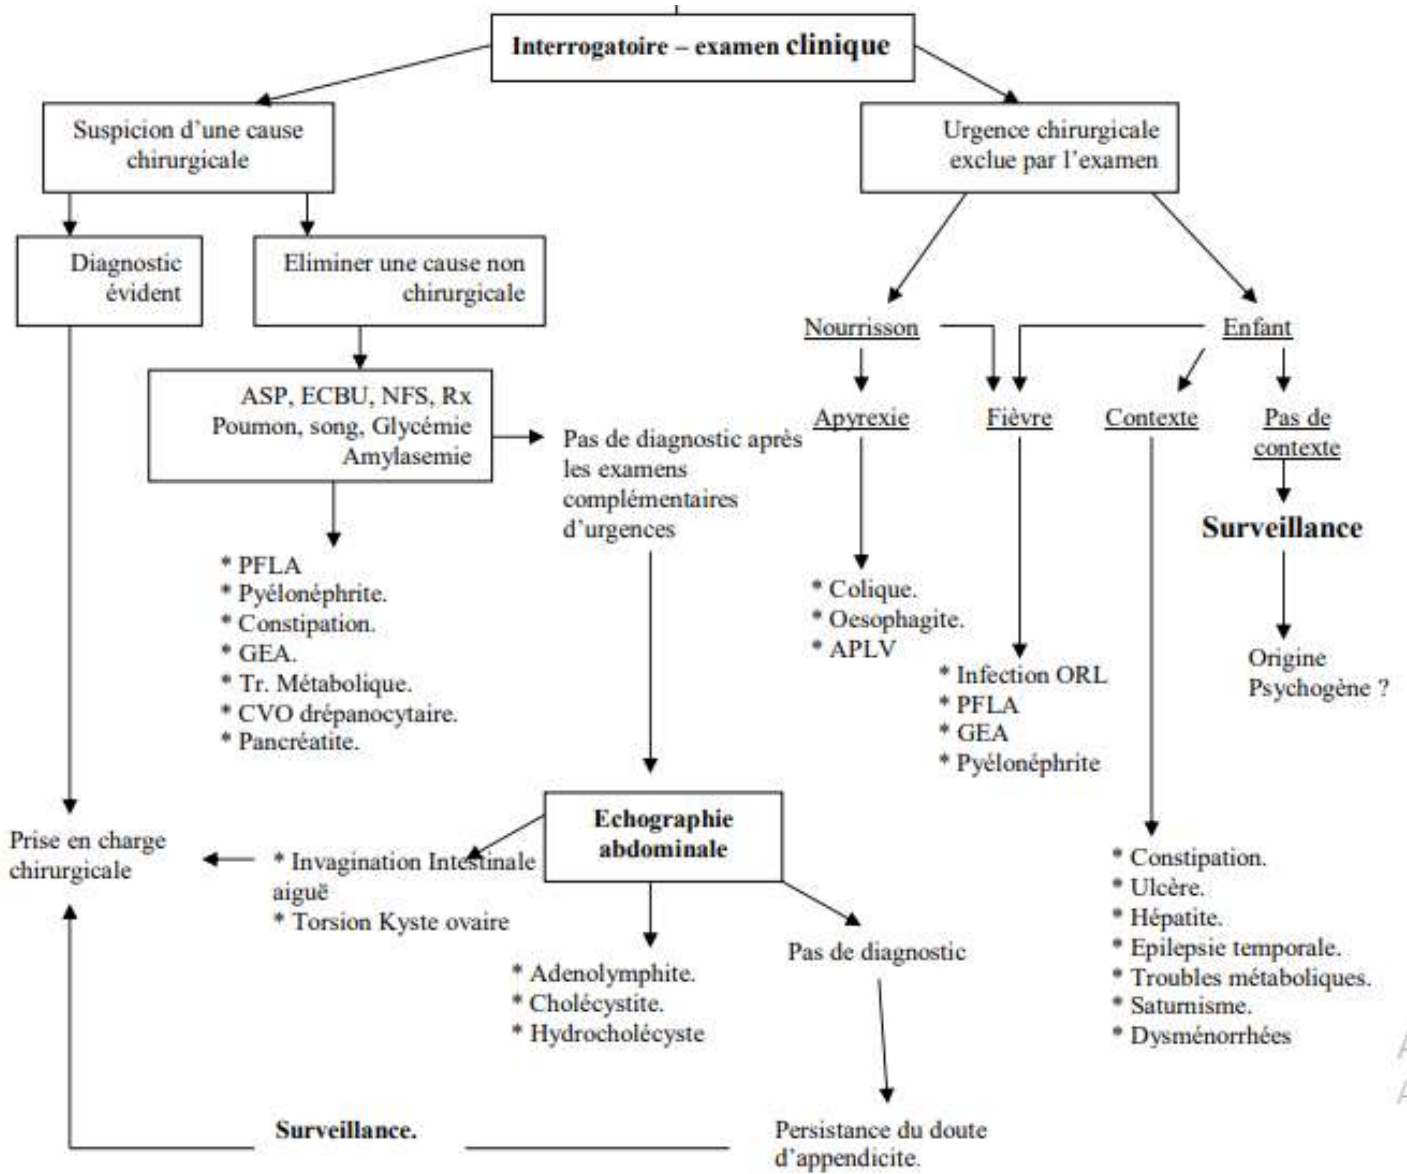 Interrogatoire – examen clinique
Suspicion d'une cause
chirurgicale
Urgence chirurgicale
exclue par l'examen
Diagnostic
évident
Eliminer une cause non
chirurgicale
Nourrisson
Enfant
ASP, ECBU, NFS, Rx
Poumon, song, Glycémie
Amylasemie
Pas de diagnostic après
les examens
complémentaires
d'urgences
Apyrexie
Fièvre
Contexte
Pas de
contexte
Surveillance
* PFLA
* Pyélonéphrite.
* Constipation.
* GEA.
* Tr. Métabolique.
* CVO drépanocytaire.
* Pancréatite.
* Colique.
* Oesophagite.
* APLV
* Infection ORL
* PFLA
* GEA
* Pyélonéphrite
Origine
Psychogène ?
Prise en charge
chirurgicale
* Invagination Intestinale
aiguë
* Torsion Kyste ovaire
Echographie
abdominale
* Adenolymphite.
* Cholécystite.
* Hydrocholécyste
Pas de diagnostic
* Constipation.
* Ulcère.
* Hépatite.
* Epilepsie temporale.
* Troubles métaboliques.
* Saturnisme.
* Dysménorrhées
Surveillance.
Persistance du doute
d'appendicite.